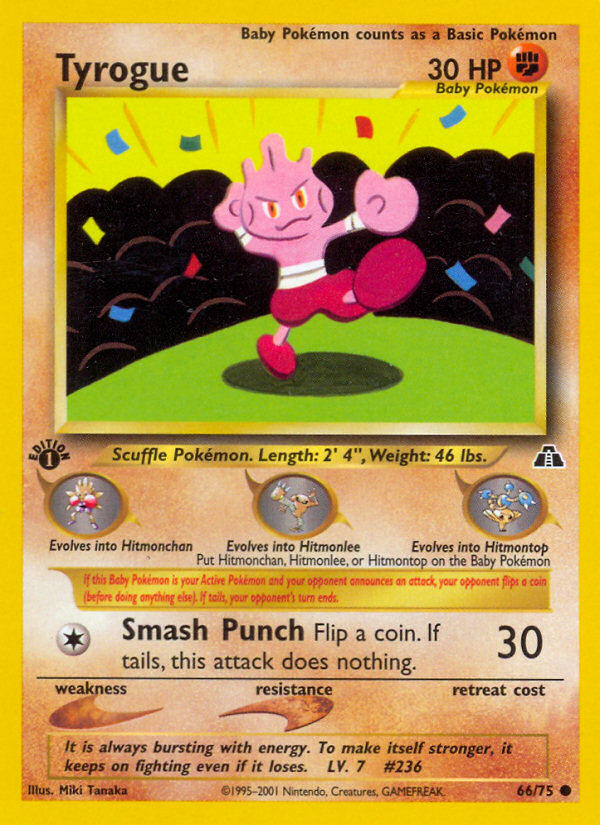 Baby Pokémon counts as a Basic Pokémon
Tyrogue
30 HP
Baby Pokémon
EDITION
1
Scuffle Pokémon. Length: 2' 4", Weight: 46 lbs.
Evolves into Hitmonchan Evolves into Hitmonlee Evolves into Hitmontop
Put Hitmonchan, Hitmonlee, or Hitmontop on the Baby Pokémon
If this Baby Pokémon is your Active Pokémon and your opponent announces an attack, your opponent flips a coin
(before doing anything else). If tails, your opponent's turn ends.
Smash Punch Flip a coin. If 30
tails, this attack does nothing.
weakness resistance retreat cost
It is always bursting with energy. To make itself stronger, it
keeps on fighting even if it loses. LV. 7 #236
Illus. Miki Tanaka ©1995–2001 Nintendo, Creatures, GAMEFREAK. 66/75